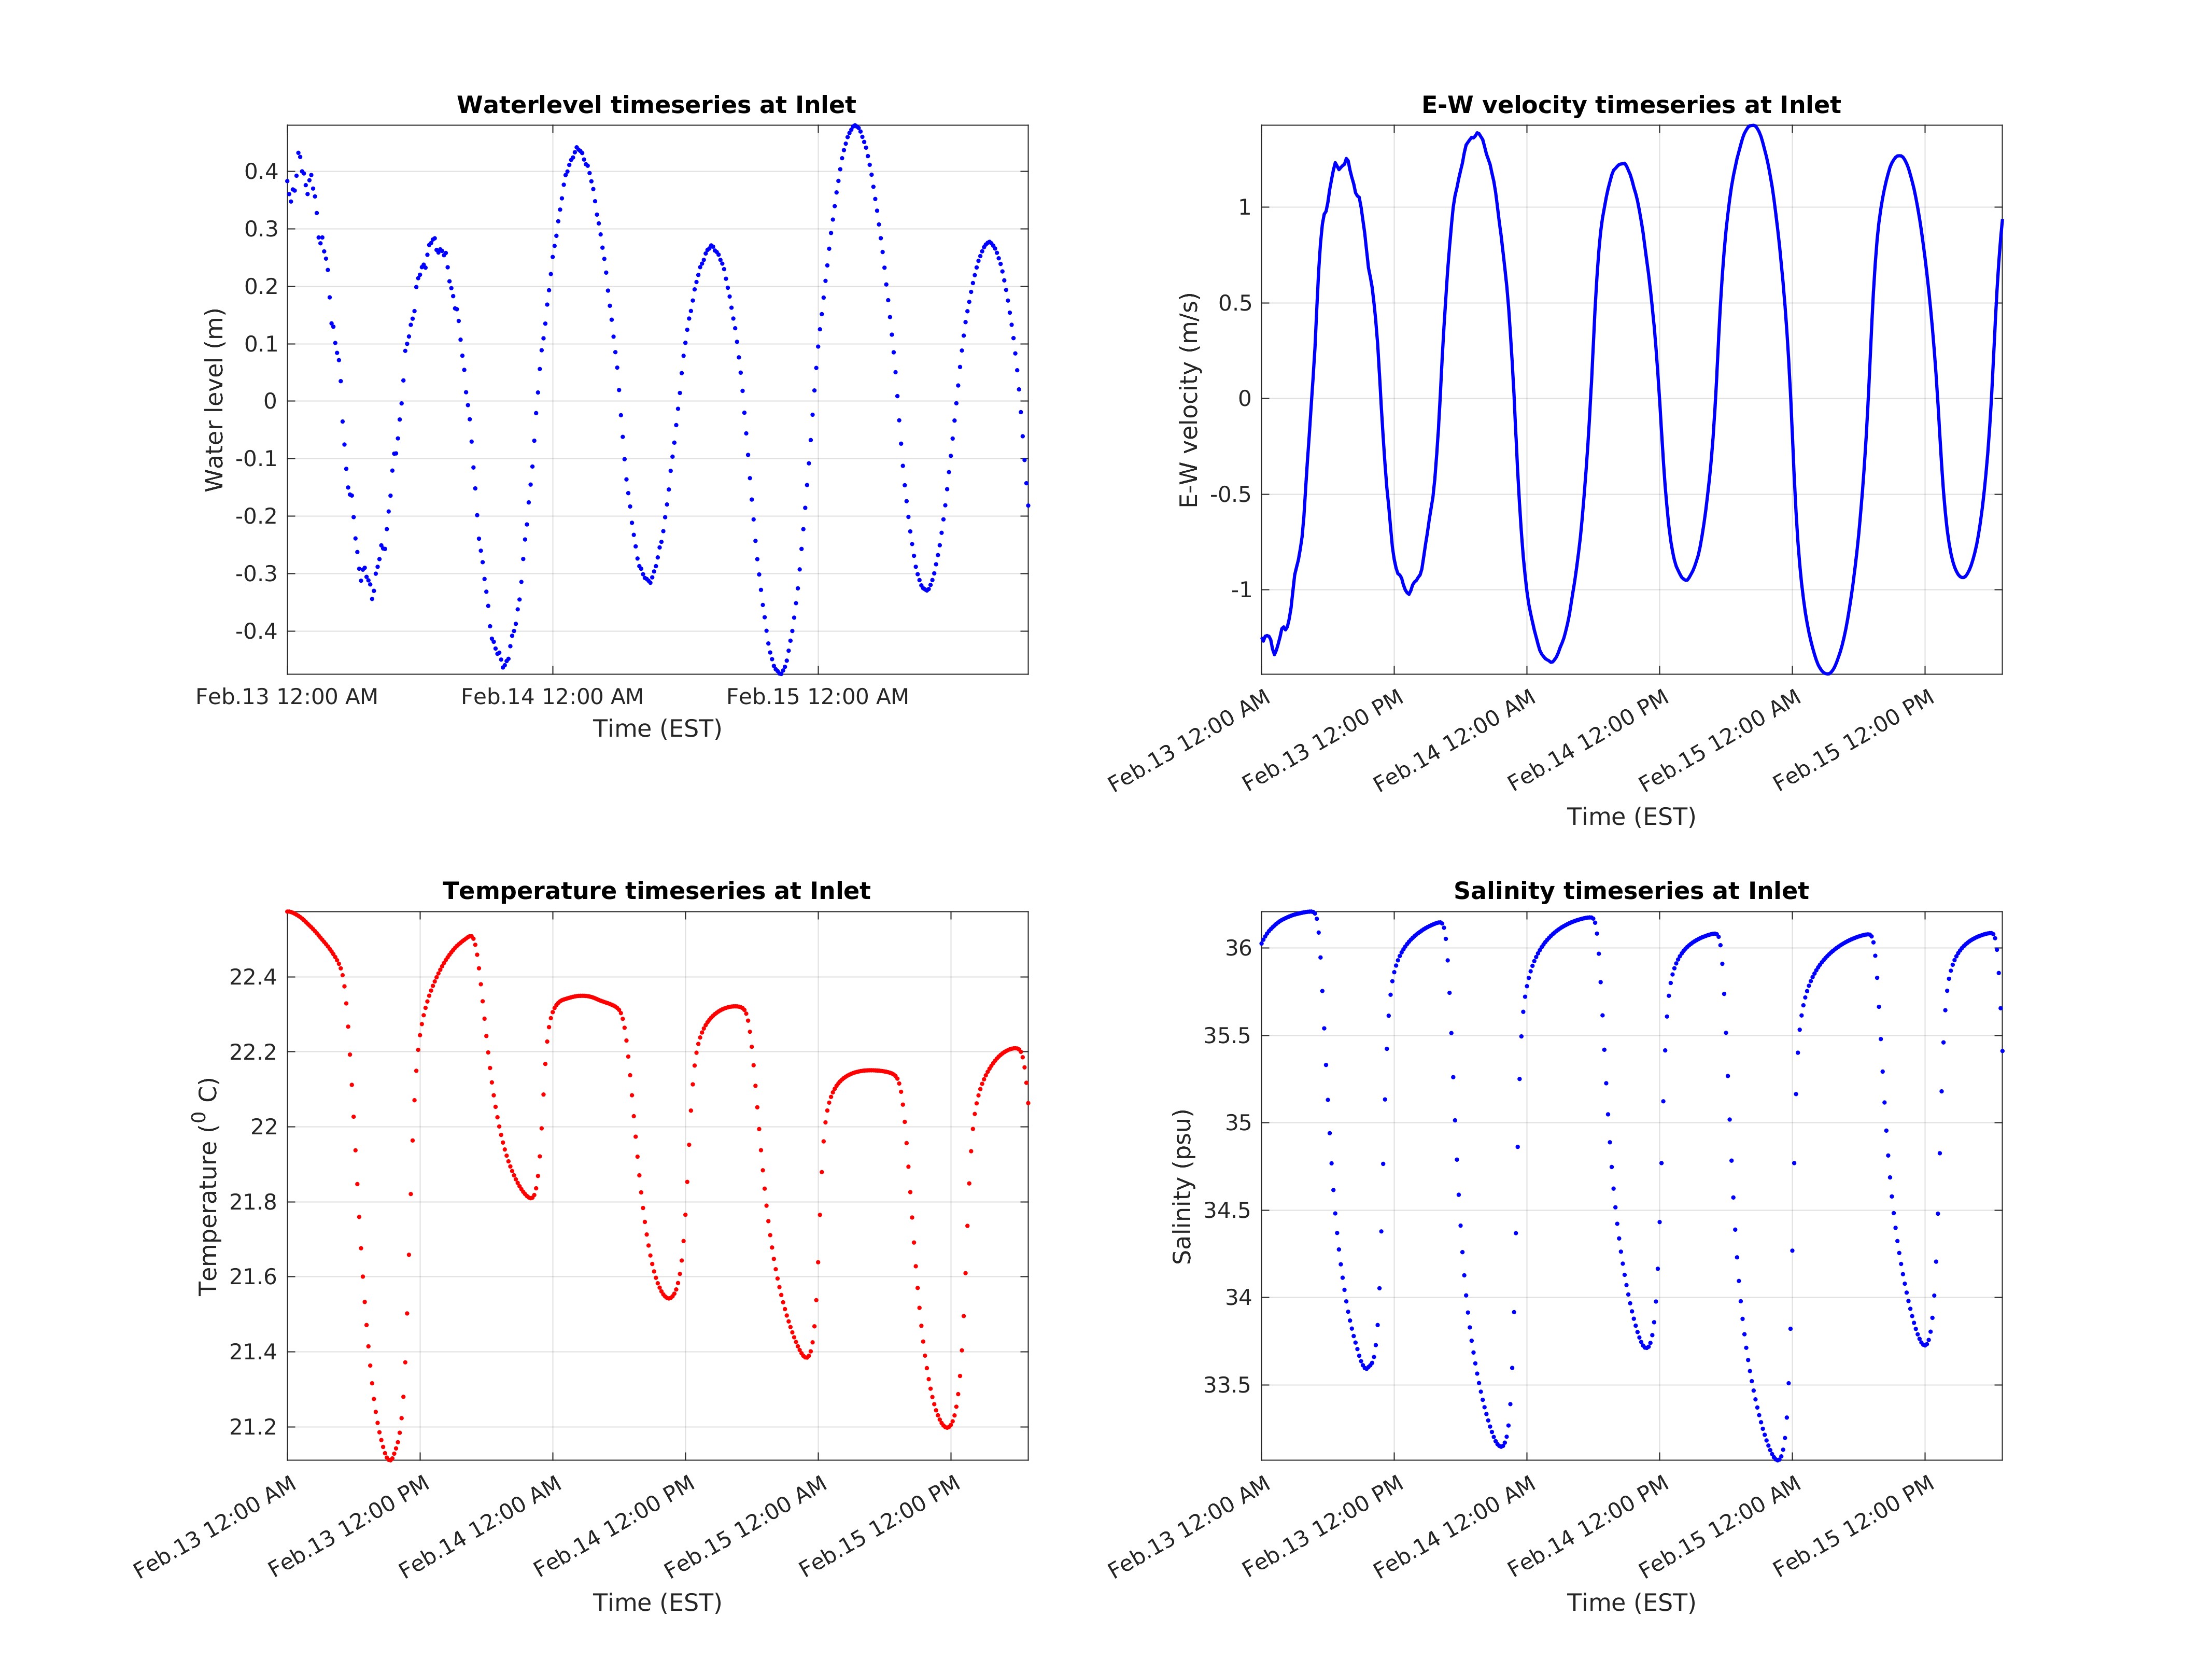 Waterlevel timeseries at Inlet
0.4
0.3
0.2
0.1
0
-0.1
-0.2
-0.3
-0.4
Water level (m)
Feb.13 12:00 AM Feb.14 12:00 AM Feb.15 12:00 AM
Time (EST)
E-W velocity timeseries at Inlet
1
0.5
0
-0.5
-1
E-W velocity (m/s)
Feb.13 12:00 AM
Feb.13 12:00 PM
Feb.14 12:00 AM
Feb.14 12:00 PM
Feb.15 12:00 AM
Feb.15 12:00 PM
Time (EST)
Temperature timeseries at Inlet
22.4
22.2
22
21.8
21.6
21.4
21.2
Temperature (⁰ C)
Feb.13 12:00 AM
Feb.13 12:00 PM
Feb.14 12:00 AM
Feb.14 12:00 PM
Feb.15 12:00 AM
Feb.15 12:00 PM
Time (EST)
Salinity timeseries at Inlet
36
35.5
35
34.5
34
33.5
Salinity (psu)
Feb.13 12:00 AM
Feb.13 12:00 PM
Feb.14 12:00 AM
Feb.14 12:00 PM
Feb.15 12:00 AM
Feb.15 12:00 PM
Time (EST)